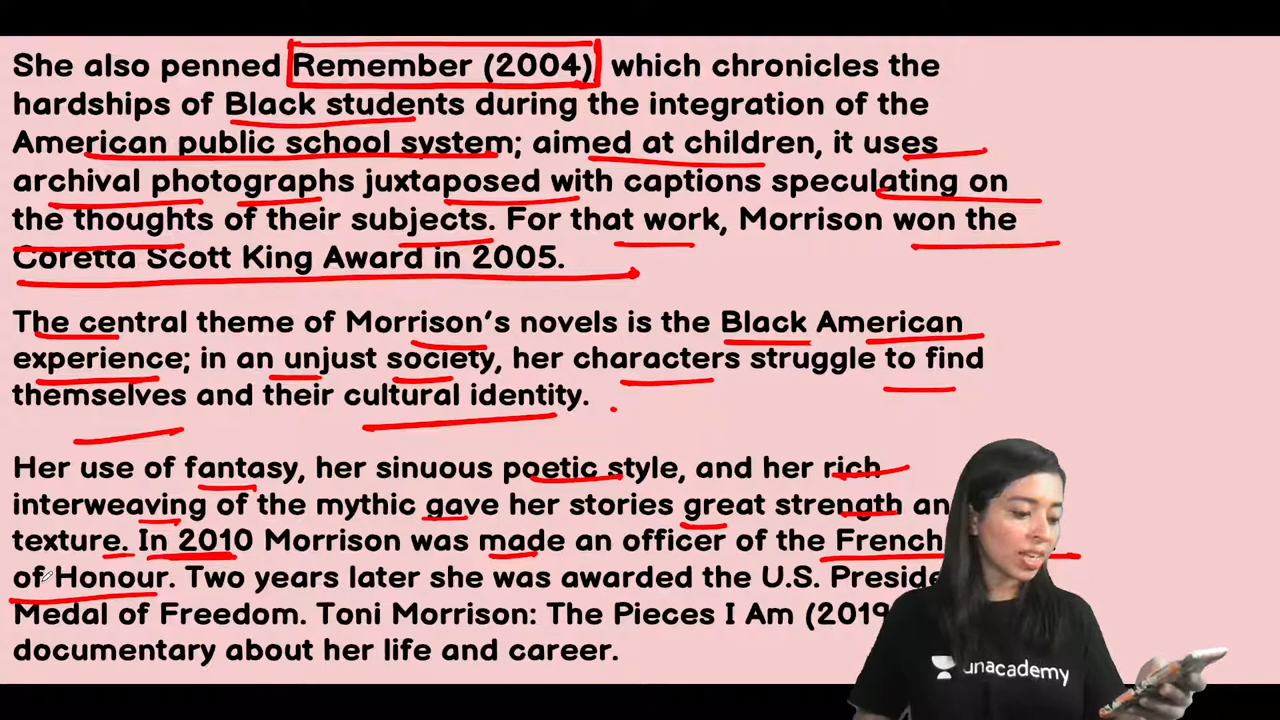 She also penned Remember (2004) which chronicles the
hardships of Black students during the integration of the
American public school system; aimed at children, it uses
archival photographs juxtaposed with captions speculating on
the thoughts of their subjects. For that work, Morrison won the
Coretta Scott King Award in 2005.
The central theme of Morrison's novels is the Black American
experience; in an unjust society, her characters struggle to find
themselves and their cultural identity.
Her use of fantasy, her sinuous poetic style, and her rich
interweaving of the mythic gave her stories great strength
texture. In 2010 Morrison was made an officer of the French
of Honour. Two years later she was awarded the U.S.
Medal of Freedom. Toni Morrison: The Pieces I Am (2019
documentary about her life and career.
unacademy